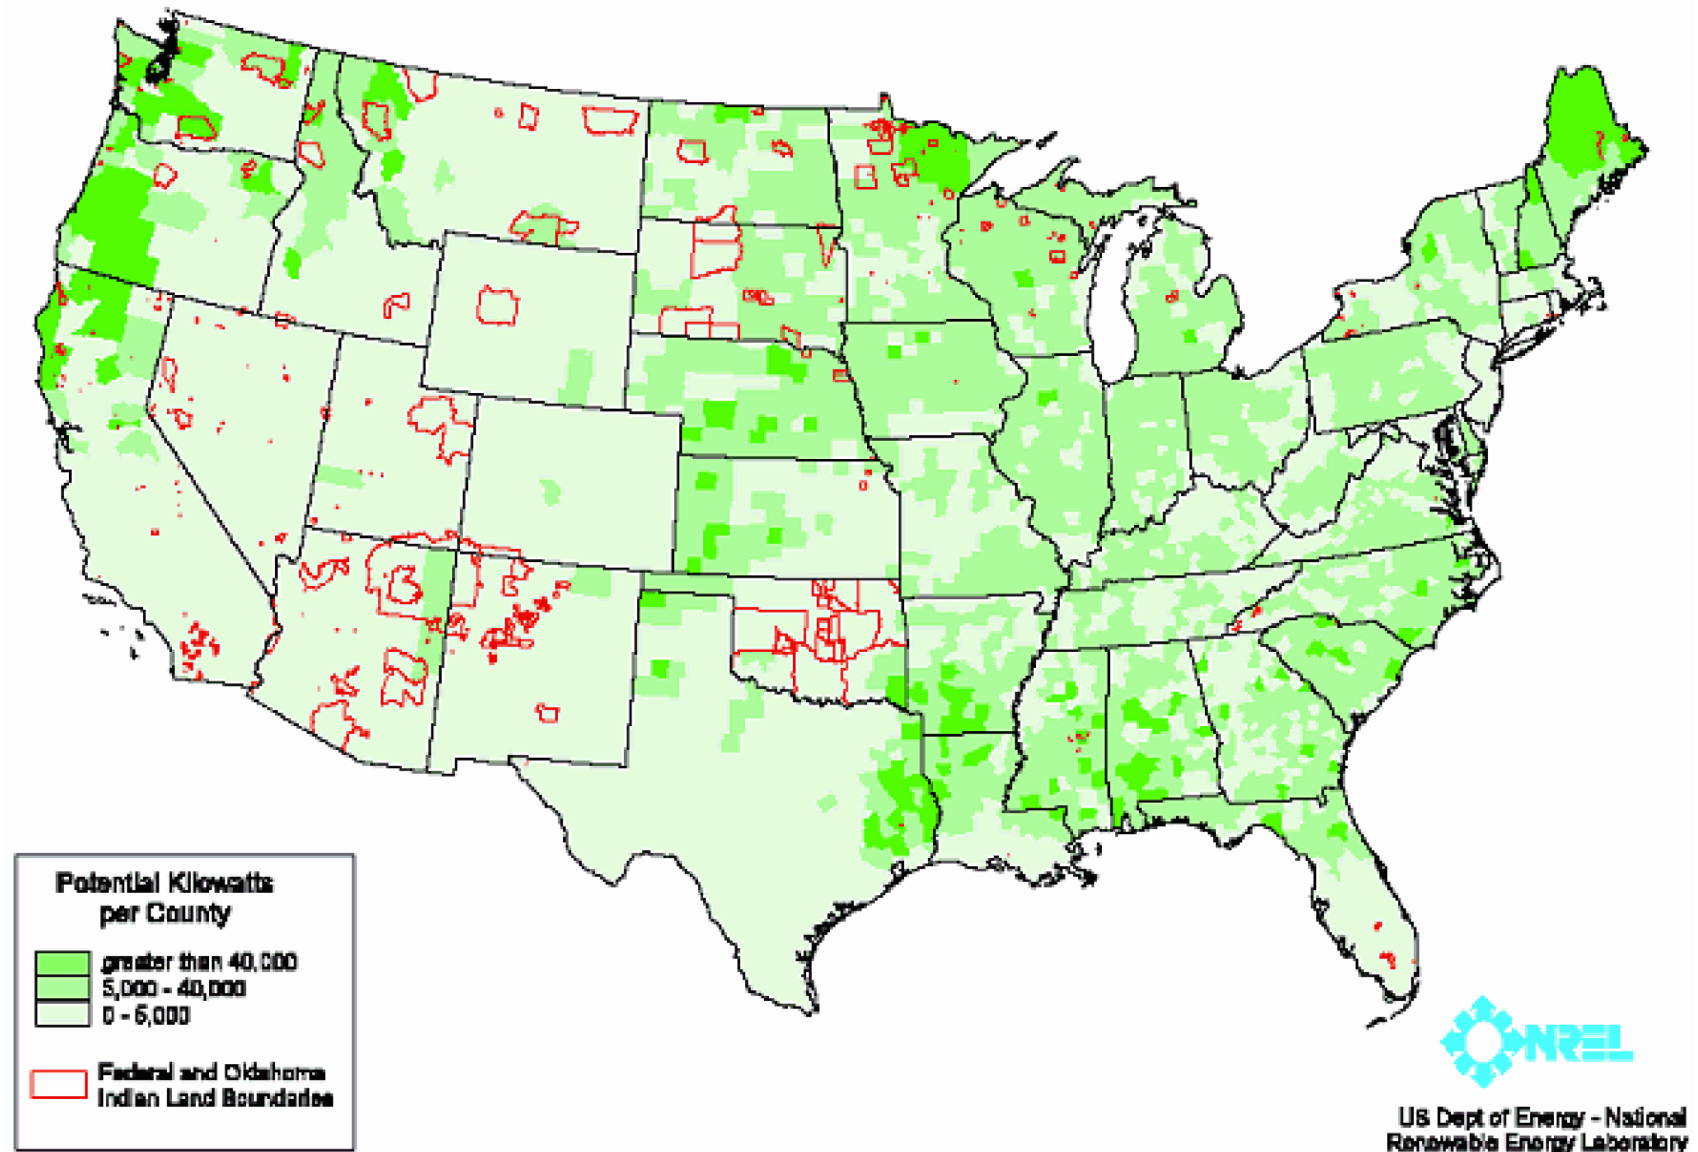 Potential Kilowatts
per County
greater than 40,000
5,000 - 40,000
0 - 5,000
Federal and Oklahoma
Indian Land Boundaries
NREL
US Dept of Energy - National
Renewable Energy Laboratory